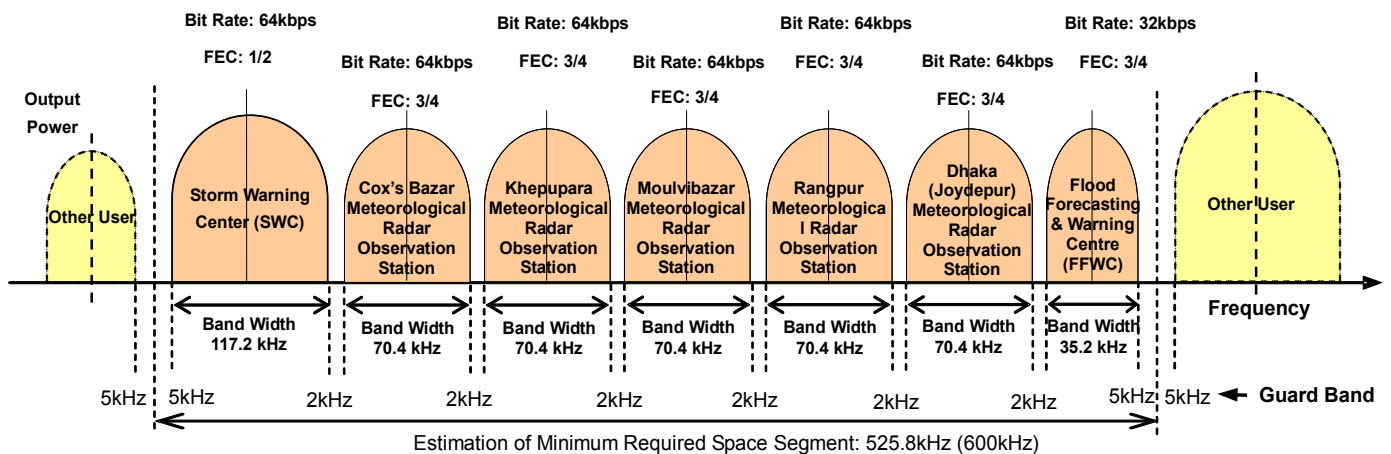 Bit Rate: 64kbps
Bit Rate: 64kbps
Bit Rate: 64kbps
Bit Rate: 32kbps
FEC: 1/2
Bit Rate: 64kbps
FEC: 3/4
Bit Rate: 64kbps
FEC: 3/4
Bit Rate: 64kbps
FEC: 3/4
FEC: 3/4
FEC: 3/4
FEC: 3/4
Output
Power
Other User
Storm Warning
Center (SWC)
Cox's Bazar
Meteorological
Radar
Observation
Station
Khepupara
Meteorological
Radar
Observation
Station
Moulvibazar
Meteorological
Radar
Observation
Station
Rangpur
Meteorologica
l Radar
Observation
Station
Dhaka
(Joydepur)
Meteorological
Radar
Observation
Station
Flood
Forecasting
& Warning
Centre
(FFWC)
Other User
Frequency
Band Width
117.2 kHz
Band Width
70.4 kHz
Band Width
70.4 kHz
Band Width
70.4 kHz
Band Width
70.4 kHz
Band Width
70.4 kHz
Band Width
35.2 kHz
5kHz
5kHz
2kHz
2kHz
2kHz
2kHz
2kHz
2kHz
5kHz
5kHz
Guard Band
Estimation of Minimum Required Space Segment: 525.8kHz (600kHz)